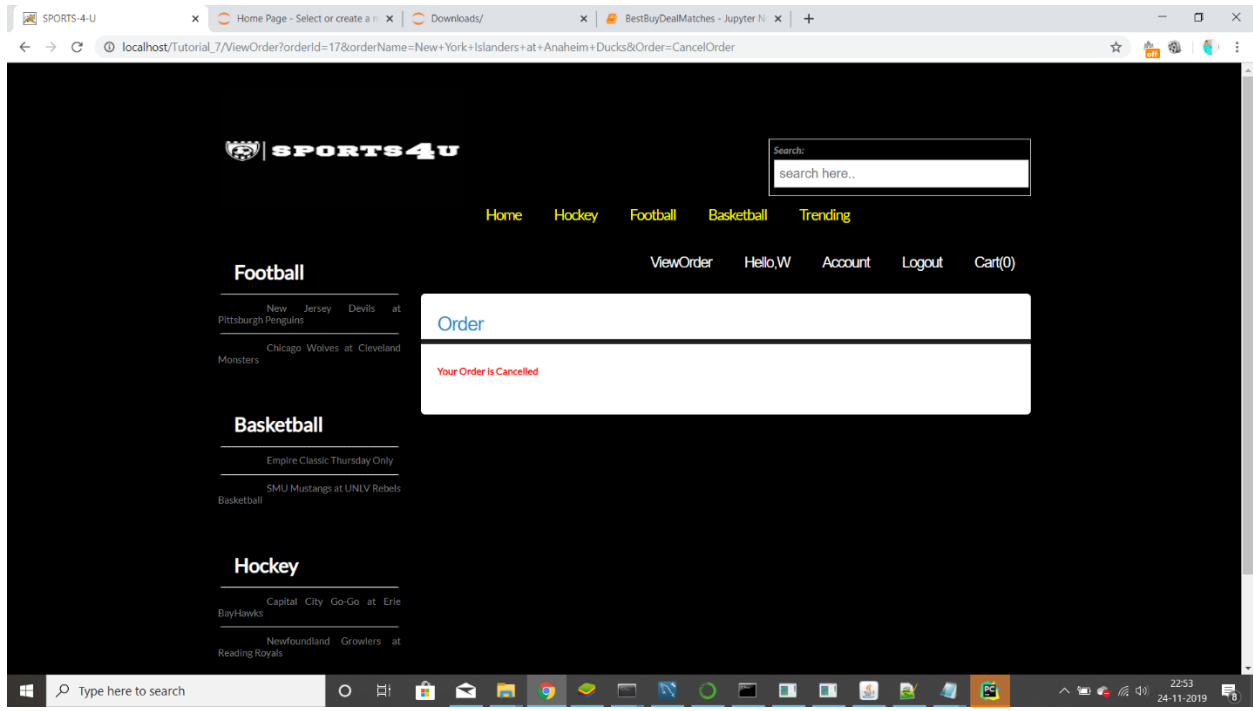 SPORTS-4-U
Home Page - Select or create a n
Downloads/
BestBuyDealMatches - Jupyter N
localhost/Tutorial_7/ViewOrder?orderId=17&orderName=New+York+Islanders+at+Anaheim+Ducks&Order=CancelOrder
off
SPORTS4U
Search:
search here..
Home Hockey Football Basketball Trending
ViewOrder Hello,W Account Logout Cart(0)
Football
New Jersey Devils at
Pittsburgh Penguins
Chicago Wolves at Cleveland
Monsters
Order
Your Order is Cancelled
Basketball
Empire Classic Thursday Only
SMU Mustangs at UNLV Rebels
Basketball
Hockey
Capital City Go-Go at Erie
BayHawks
Newfoundland Growlers at
Reading Royals
Type here to search
PC
22:53
24-11-2019
8